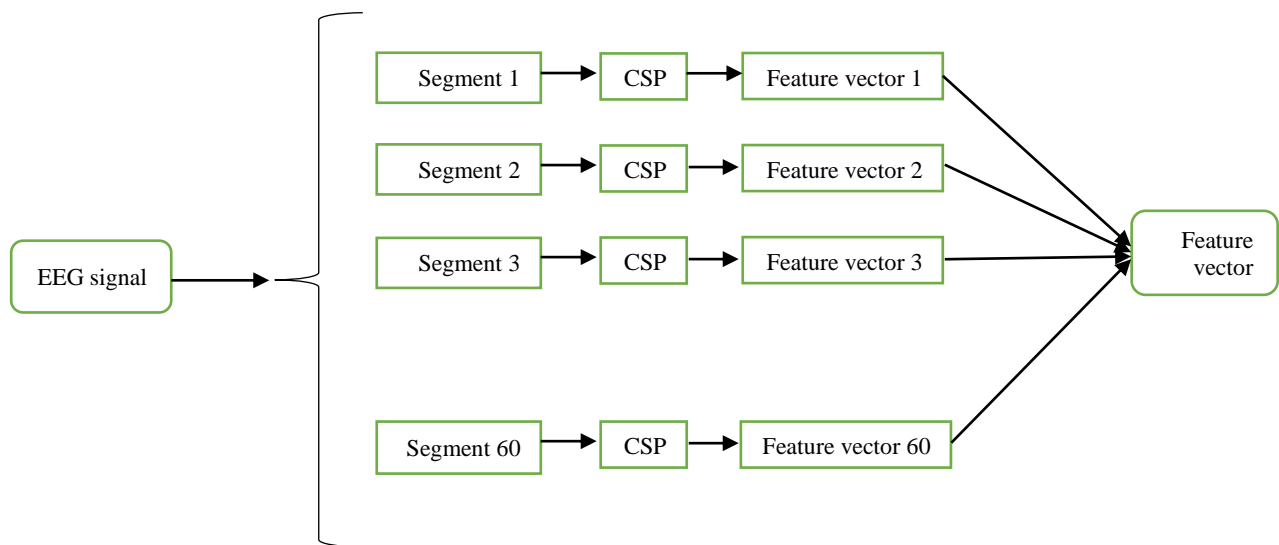 Segment 1
CSP
Feature vector 1
Segment 2
CSP
Feature vector 2
Segment 3
CSP
Feature vector 3
EEG signal
Feature
vector
Segment 60
CSP
Feature vector 60